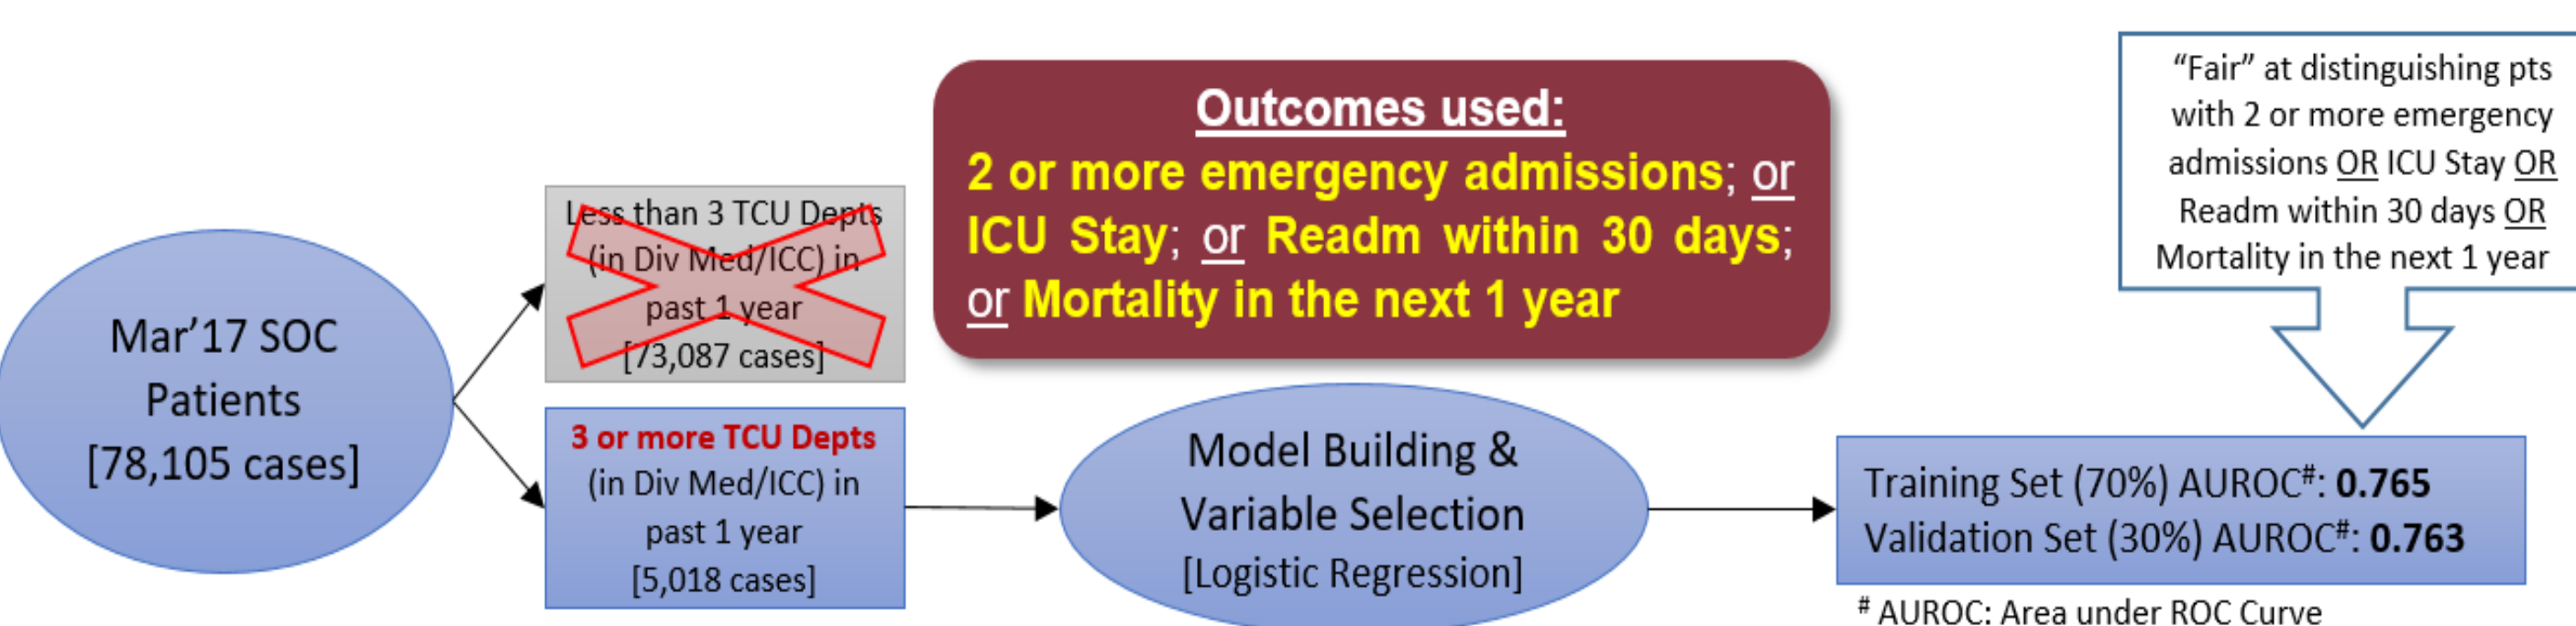 Mar’17 SOC
Patients
[78,105 cases]
Less than 3 TCU Depts
(in Div Med/ICC) in
past 1 year
[73,087 cases]
3 or more TCU Depts
(in Div Med/ICC) in
past 1 year
[5,018 cases]
Outcomes used:
2 or more emergency admissions; or
ICU Stay; or Readm within 30 days;
or Mortality in the next 1 year
Model Building &
Variable Selection
[Logistic Regression]
“Fair” at distinguishing pts
with 2 or more emergency
admissions OR ICU Stay OR
Readm within 30 days OR
Mortality in the next 1 year
Training Set (70%) AUROC#: 0.765
Validation Set (30%) AUROC#: 0.763
# AUROC: Area under ROC Curve